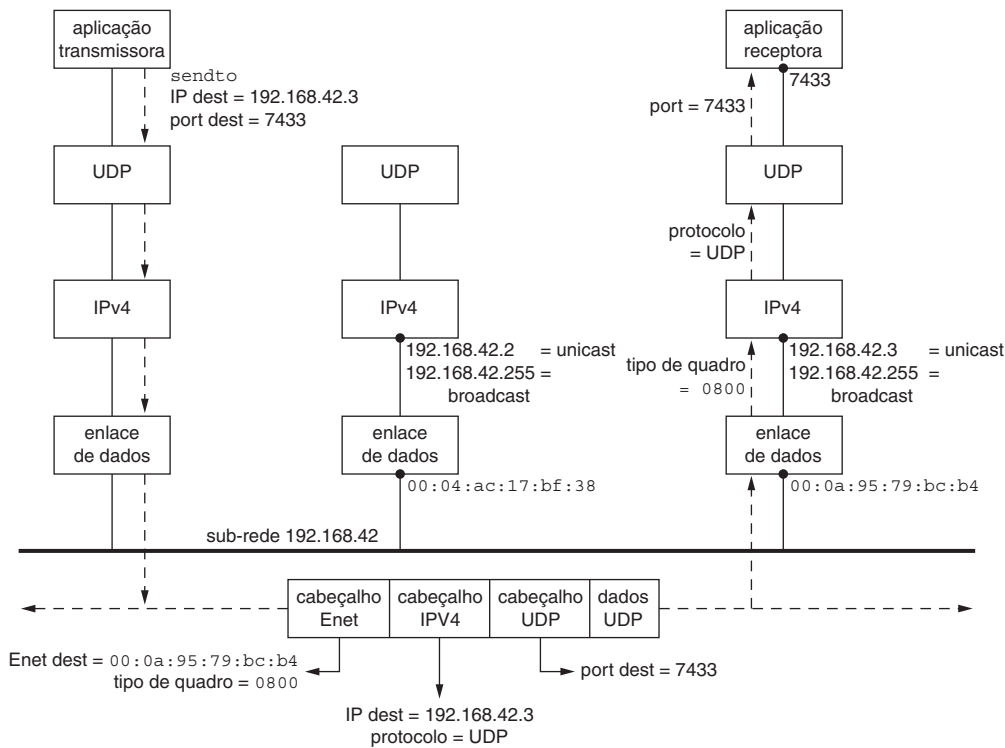 aplicação
transmissora
aplicação
receptora
sendto
IP dest = 192.168.42.3
port dest = 7433
7433
port = 7433
UDP
UDP
UDP
protocolo
= UDP
IPv4
IPv4
IPv4
192.168.42.2 = unicast
192.168.42.255 =
broadcast
tipo de quadro
= 0800
192.168.42.3 = unicast
192.168.42.255 =
broadcast
enlace
de dados
enlace
de dados
enlace
de dados
00:04:ac:17:bf:38
00:0a:95:79:bc:b4
sub-rede 192.168.42
cabeçalho
Enet
cabeçalho
IPV4
cabeçalho
UDP
dados
UDP
Enet dest = 00:0a:95:79:bc:b4
tipo de quadro = 0800
port dest = 7433
IP dest = 192.168.42.3
protocolo = UDP